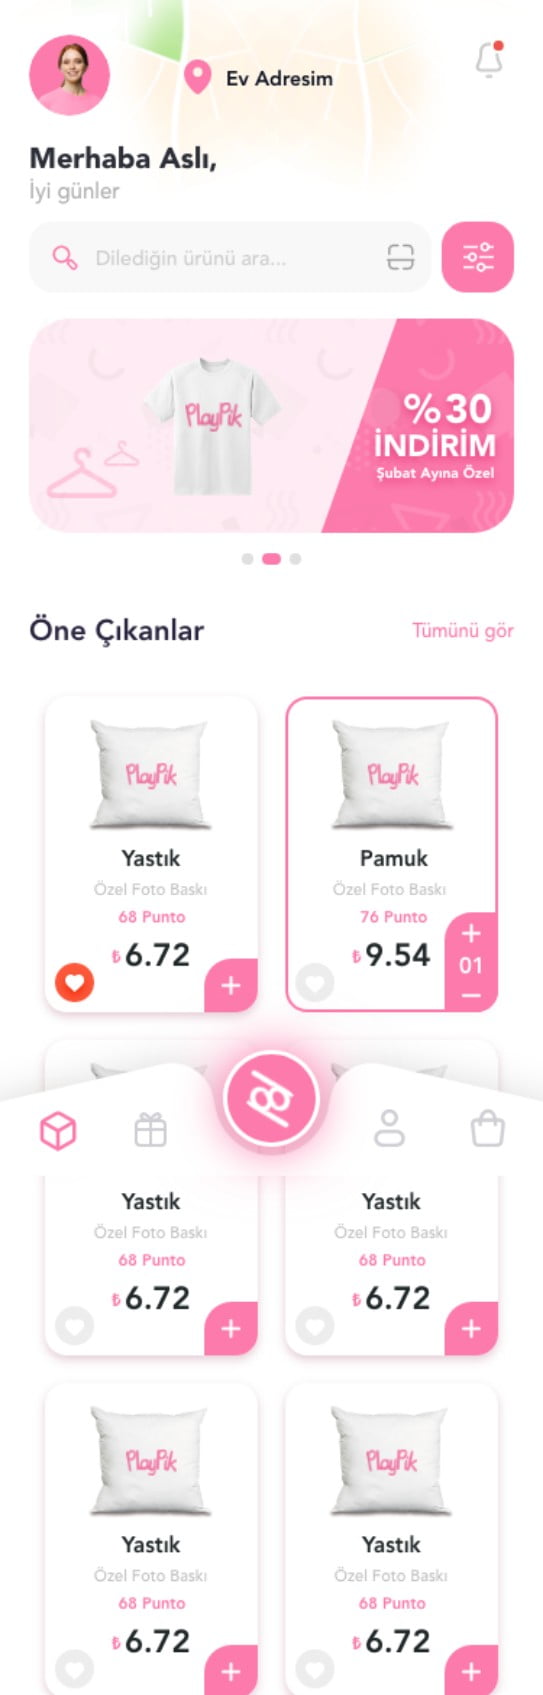 Ev Adresim
Merhaba Aslı,
İyi günler
Dilediğin ürünü ara...
PlayPik
%30
İNDİRİM
Şubat Ayına Özel
Öne Çıkanlar
Tümünü gör
PlayPik
Yastık
Özel Foto Baskı
68 Punto
₺6.72
+
PlayPik
Pamuk
Özel Foto Baskı
76 Punto
₺9.54
+
01
−
Yastık
Özel Foto Baskı
68 Punto
₺6.72
+
Yastık
Özel Foto Baskı
68 Punto
₺6.72
+
PlayPik
Yastık
Özel Foto Baskı
68 Punto
₺6.72
+
PlayPik
Yastık
Özel Foto Baskı
68 Punto
₺6.72
+